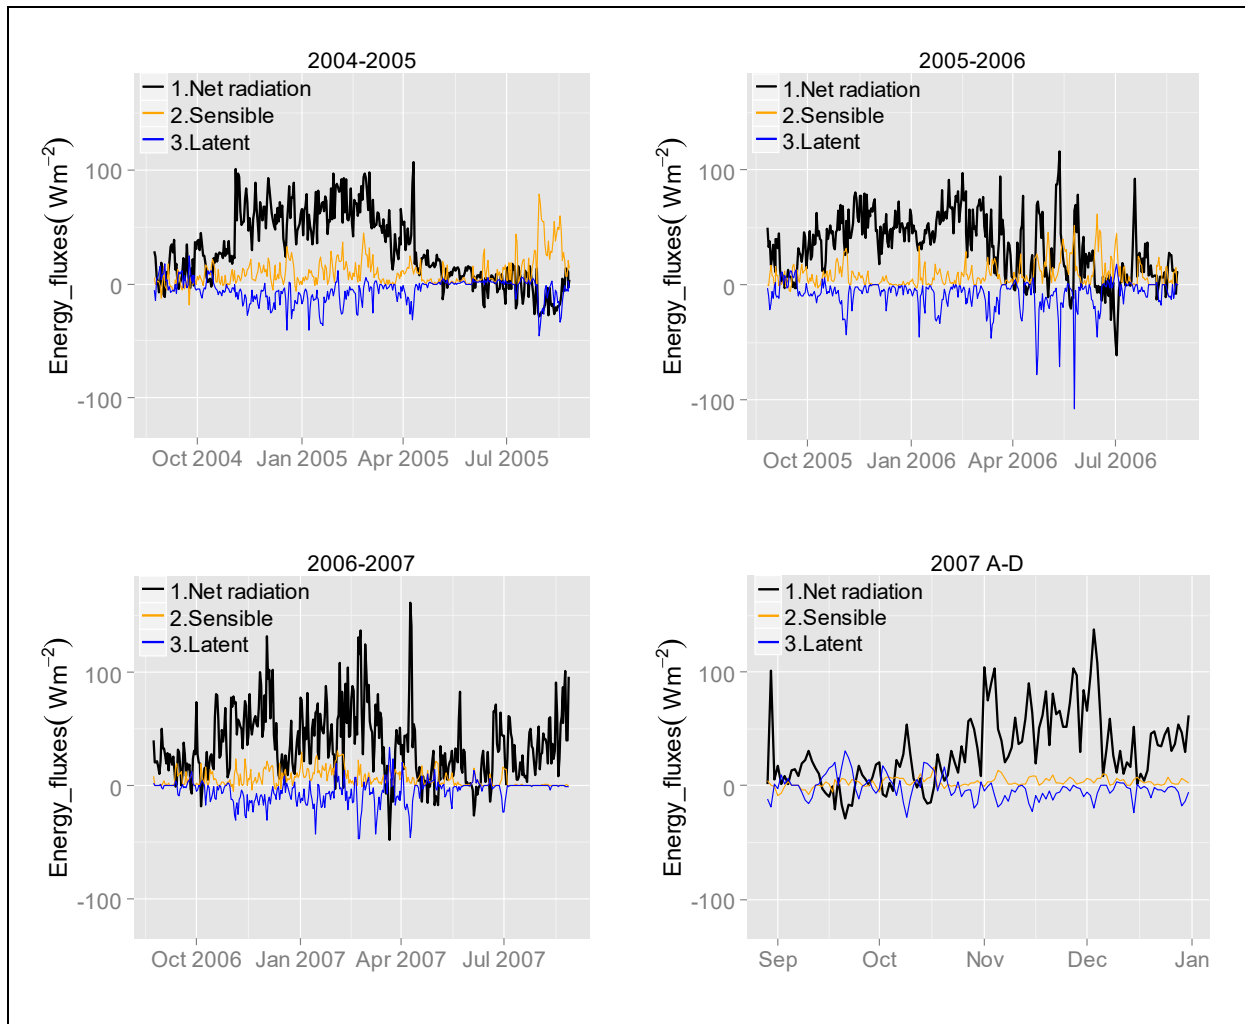 2004-2005
1.Net radiation
2.Sensible
3.Latent
Energy_fluxes( Wm−2)
100
0
-100
Oct 2004 Jan 2005 Apr 2005 Jul 2005
2005-2006
1.Net radiation
2.Sensible
3.Latent
Energy_fluxes( Wm−2)
100
0
-100
Oct 2005 Jan 2006 Apr 2006 Jul 2006
2006-2007
1.Net radiation
2.Sensible
3.Latent
Energy_fluxes( Wm−2)
100
0
-100
Oct 2006 Jan 2007 Apr 2007 Jul 2007
2007 A-D
1.Net radiation
2.Sensible
3.Latent
Energy_fluxes( Wm−2)
100
0
-100
Sep Oct Nov Dec Jan